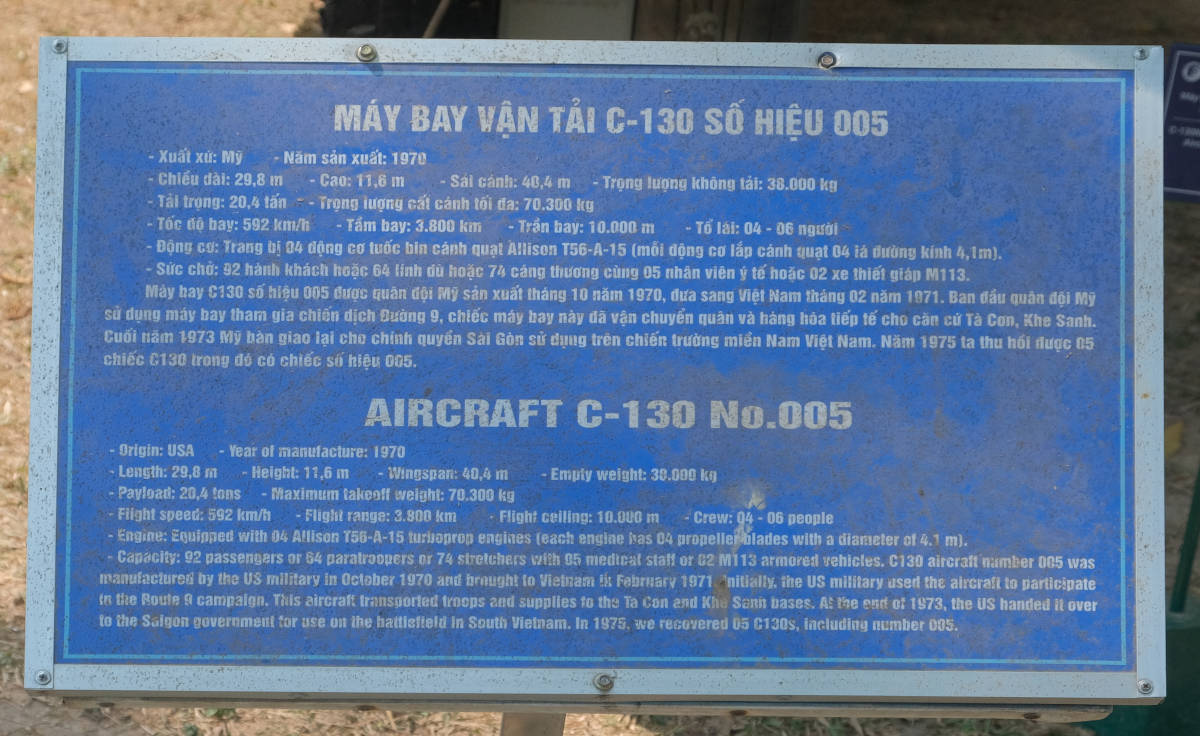 MÁY BAY VẬN TẢI C-130 SỐ HIỆU 005
- Xuất xứ: Mỹ - Năm sản xuất: 1970
- Chiều dài: 29,8 m - Cao: 11,6 m - Sải cánh: 40,4 m - Trọng lượng không tải: 38.000 kg
- Tải trọng: 20,4 tấn - Trọng lượng cất cánh tối đa: 70.300 kg
- Tốc độ bay: 592 km/h - Tầm bay: 3.800 km - Trần bay: 10.000 m - Tổ lái: 04 - 06 người
- Động cơ: Trang bị 04 động cơ tuốc bin cánh quạt Allison T56-A-15 (mỗi động cơ lắp cánh quạt 04 lá đường kính 4,1m).
- Sức chở: 92 hành khách hoặc 64 lính dù hoặc 74 cáng thương cùng 05 nhân viên y tế hoặc 02 xe thiết giáp M113.
Máy bay C130 số hiệu 005 được quân đội Mỹ sản xuất tháng 10 năm 1970, đưa sang Việt Nam tháng 02 năm 1971. Ban đầu quân đội Mỹ
sử dụng máy bay tham gia chiến dịch Đường 9, chiếc máy bay này đã vận chuyển quân và hàng hóa tiếp tế cho căn cứ Tà Cơn, Khe Sanh.
Cuối năm 1973 Mỹ bàn giao lại cho chính quyền Sài Gòn sử dụng trên chiến trường miền Nam Việt Nam. Năm 1975 ta thu hồi được 05
chiếc C130 trong đó có chiếc số hiệu 005.
AIRCRAFT C-130 No.005
- Origin: USA - Year of manufacture: 1970
- Length: 29,8 m - Height: 11,6 m - Wingspan: 40,4 m - Empty weight: 38.000 kg
- Payload: 20,4 tons - Maximum takeoff weight: 70.300 kg
- Flight speed: 592 km/h - Flight range: 3.800 km - Flight ceiling: 10.000 m - Crew: 04 - 06 people
- Engine: Equipped with 04 Allison T56-A-15 turboprop engines (each engine has 04 propeller blades with a diameter of 4.1 m).
- Capacity: 92 passengers or 64 paratroopers or 74 stretchers with 05 medical staff or 02 M113 armored vehicles. C130 aircraft number 005 was
manufactured by the US military in October 1970 and brought to Vietnam in February 1971. Initially, the US military used the aircraft to participate
in the Route 9 campaign. This aircraft transported troops and supplies to the Ta Con and Khe Sanh bases. At the end of 1973, the US handed it over
to the Saigon government for use on the battlefield in South Vietnam. In 1975, we recovered 05 C130s, including number 005.